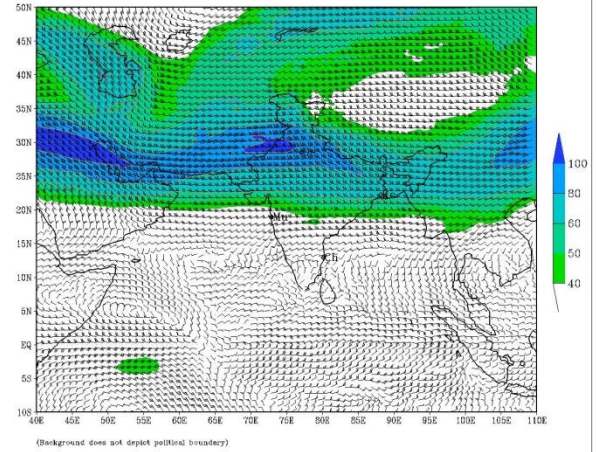 50N
45N
40N
35N
30N
25N
20N
15N
10N
5N
EQ
5S
10S
Mu
Ch
40E 45E 50E 55E 60E 65E 70E 75E 80E 85E 90E 95E 100E 105E 110E
100
80
60
50
40
(Background does not depict political boundary)